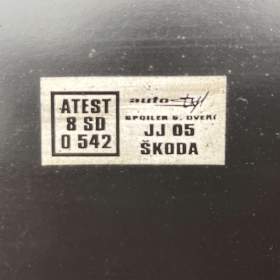 ATEST
8 SD
0 542
auto-styl
SPOILER 5. DVEŘÍ
JJ 05
ŠKODA